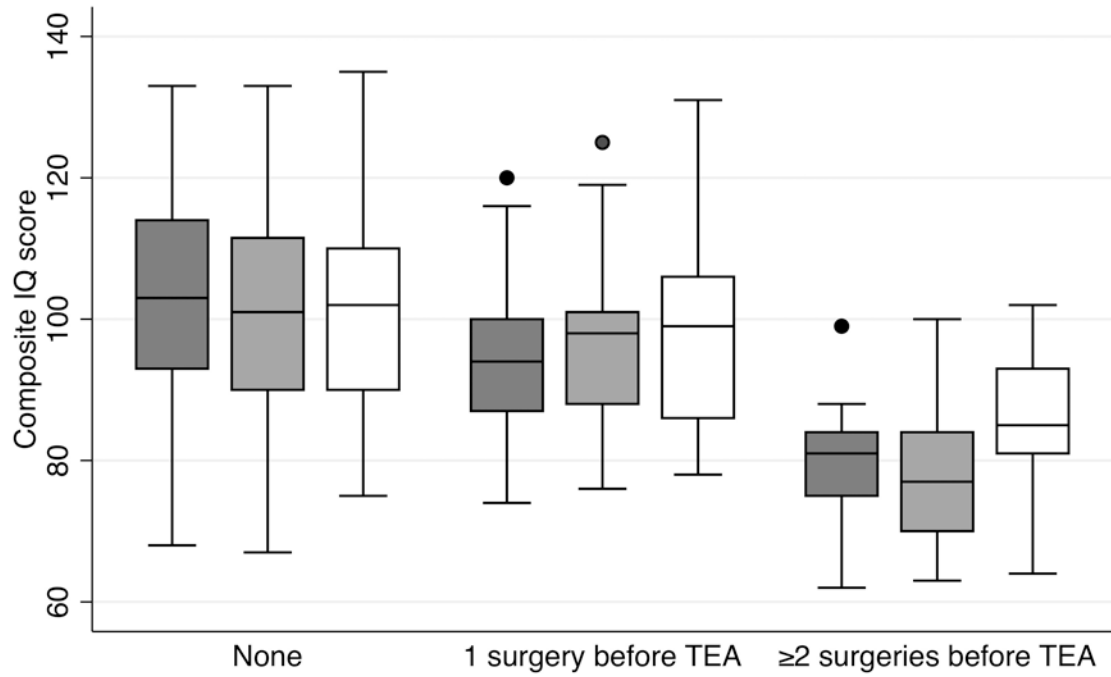 Composite IQ score
140
120
100
80
60
None
1 surgery before TEA
≥2 surgeries before TEA